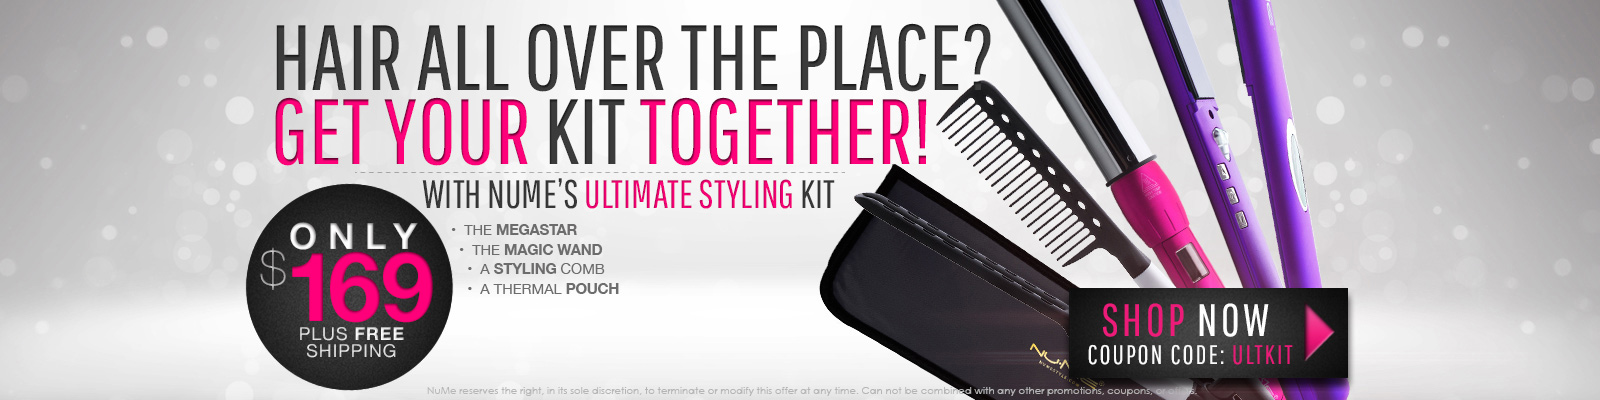 HAIR ALL OVER THE PLACE?
GET YOUR KIT TOGETHER!
WITH NUME'S ULTIMATE STYLING KIT
ONLY
$169
PLUS FREE
SHIPPING
• THE MEGASTAR
• THE MAGIC WAND
• A STYLING COMB
• A THERMAL POUCH
NUME®
SHOP NOW
COUPON CODE: ULTKIT
NuMe reserves the right, in its sole discretion, to terminate or modify this offer at any time. Can not be combined with any other promotions, coupons, or